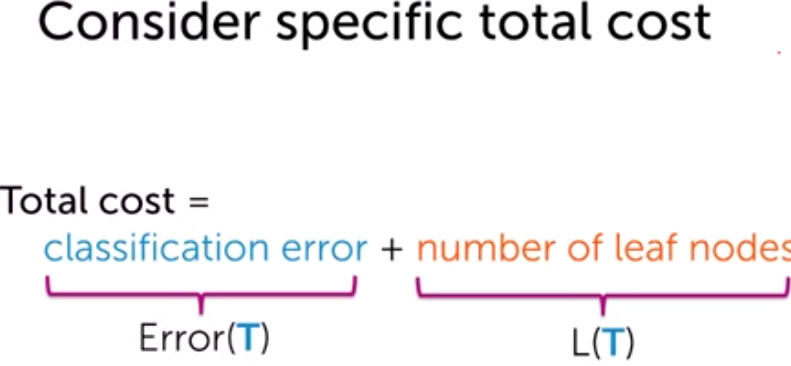 Consider specific total cost
Total cost =
classification error + number of leaf nodes
Error(T)
L(T)